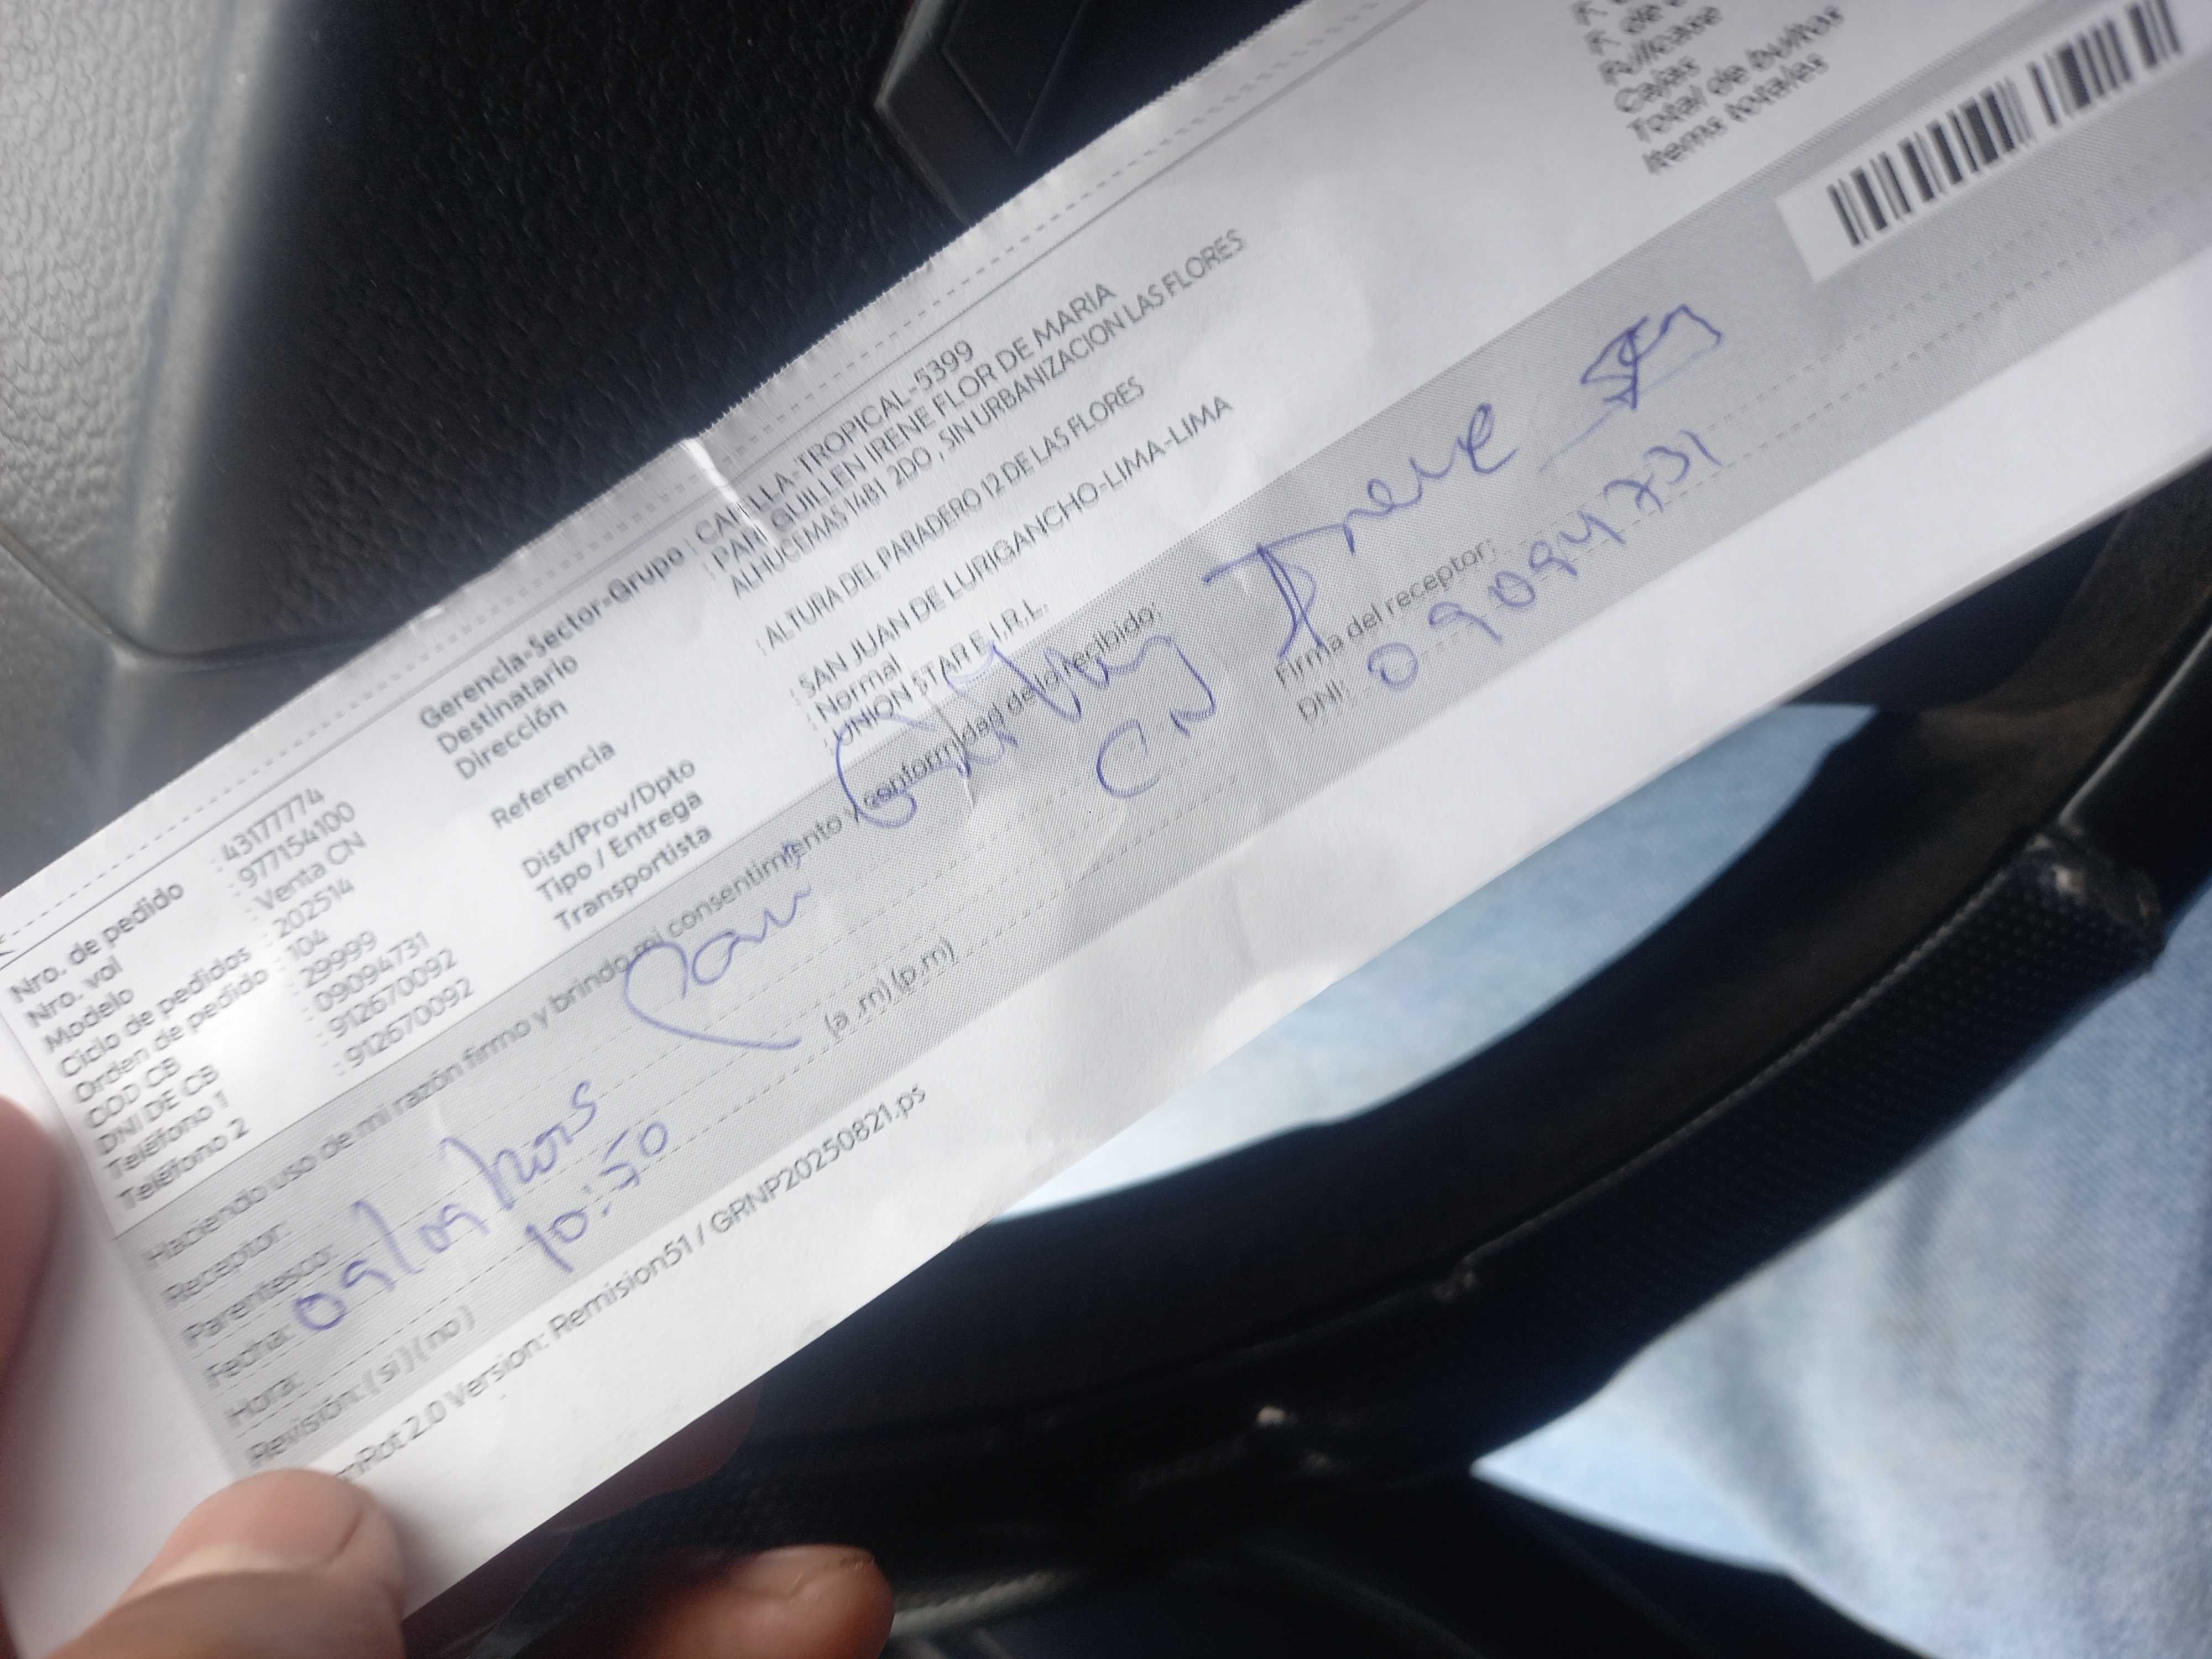 Nro. de pedido : 43177774
Nro. vol : 977154100
Modelo : Venta CN
Ciclo de pedidos : 202514
Orden de pedido : 104
COD CB : 29999
DNI DE CB : 09094731
Teléfono 1 : 912670092
Teléfono 2 : 912670092
Gerencia-Sector-Grupo : -TROPICAL-5399
Destinatario : GUILLEN IRENE FLOR DE MARIA
Dirección ALHUCEMAS 14B1 2DO , SIN URBANIZACION LAS FLORES
Referencia : ALTURA DEL PARADERO 12 DE LAS FLORES
Dist/Prov/Dpto : SAN JUAN DE LURIGANCHO-LIMA-LIMA
Tipo / Entrega : Normal
Transportista : UNION STAR E.I.R.L.
Fullcase
Cajas
Total de bultos
Items totales
Haciendo uso de mi razón firmo y brindo mi consentimiento y conformidad de lo recibido:
Receptor: Irene
Parentesco: CN
Fecha: 09/09/
Hora: 10:50 (a .m) (p.m)
Revisión: ( si ) ( no )
Firma del receptor:
DNI: 09094731
Version: Remision51 / GRNP20250821.ps